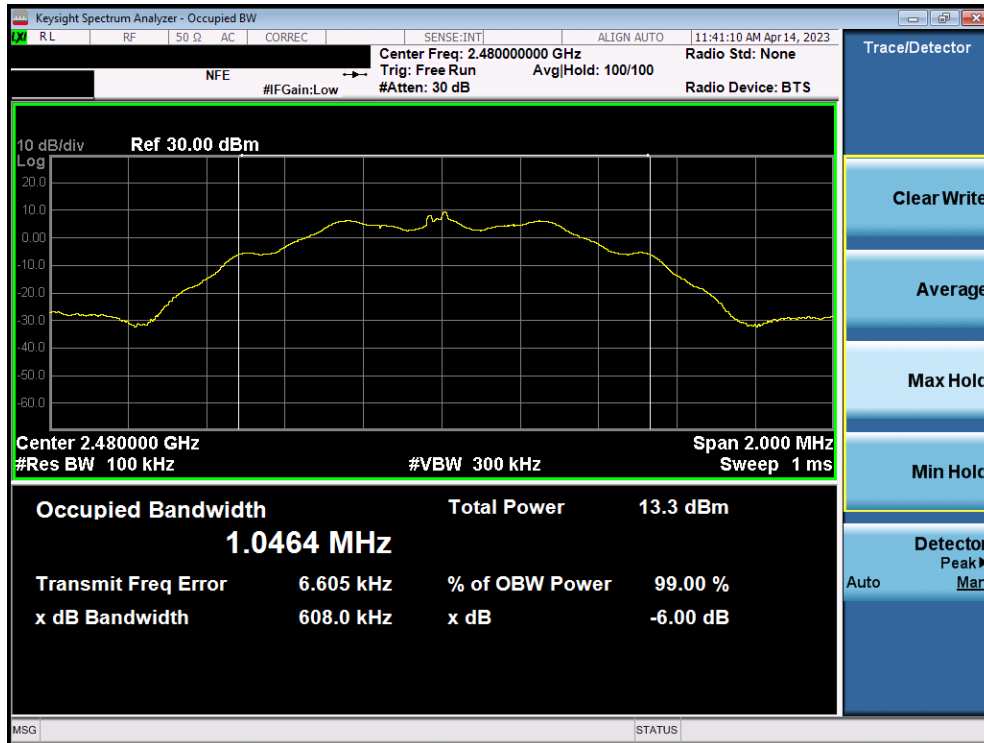 Keysight Spectrum Analyzer - Occupied BW
LXI RL RF 50 Ω AC CORREC SENSE:INT ALIGN AUTO 11:41:10 AM Apr 14, 2023
Center Freq: 2.480000000 GHz Radio Std: None
NFE Trig: Free Run Avg|Hold: 100/100
#IFGain:Low #Atten: 30 dB Radio Device: BTS
Trace/Detector
10 dB/div Ref 30.00 dBm
Log
20.0
10.0
0.00
-10.0
-20.0
-30.0
-40.0
-50.0
-60.0
Center 2.480000 GHz Span 2.000 MHz
#Res BW 100 kHz #VBW 300 kHz Sweep 1 ms
Occupied Bandwidth Total Power 13.3 dBm
1.0464 MHz
Transmit Freq Error 6.605 kHz % of OBW Power 99.00 %
x dB Bandwidth 608.0 kHz x dB -6.00 dB
Clear Write
Average
Max Hold
Min Hold
Detector
Peak
Auto Man
MSG STATUS